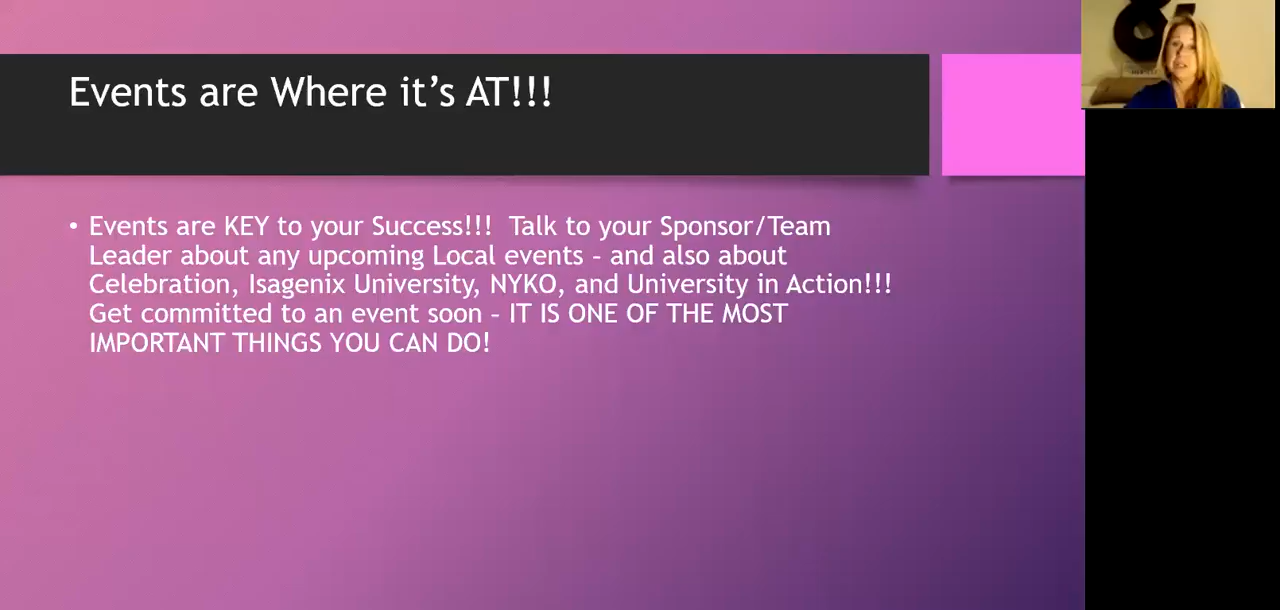 Events are Where it's AT!!!
• Events are KEY to your Success!!!  Talk to your Sponsor/Team
Leader about any upcoming Local events – and also about
Celebration, Isagenix University, NYKO, and University in Action!!!
Get committed to an event soon – IT IS ONE OF THE MOST
IMPORTANT THINGS YOU CAN DO!